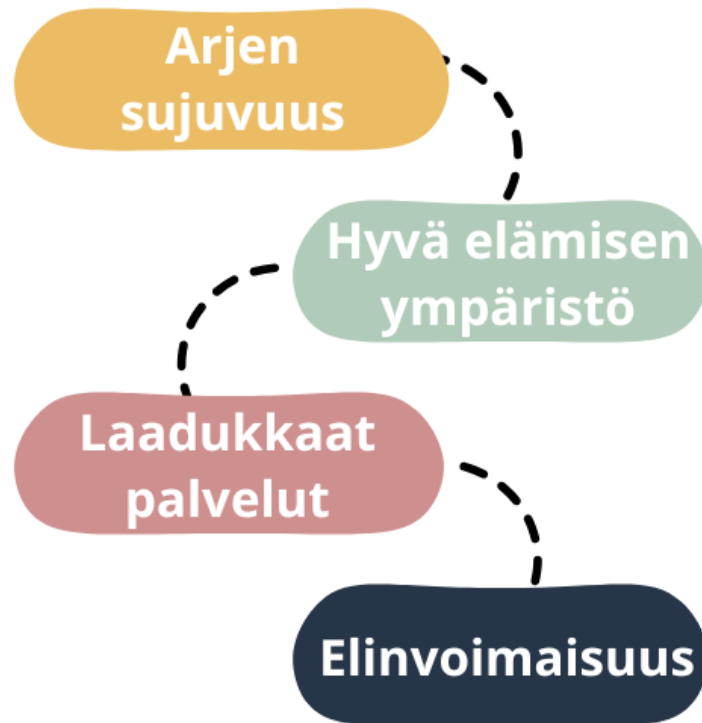 Arjen
sujuvuus
Hyvä elämisen
ympäristö
Laadukkaat
palvelut
Elinvoimaisuus